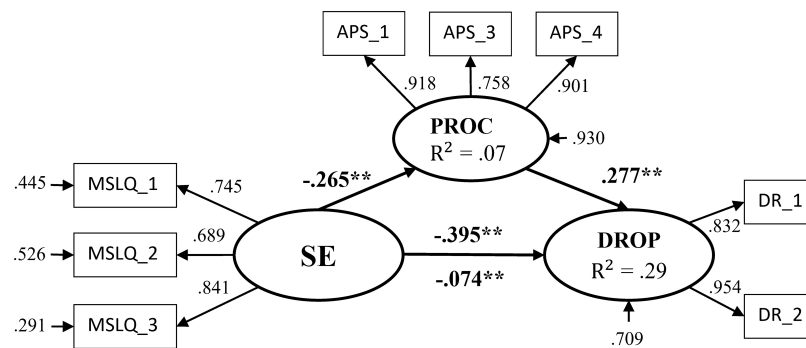 APS_1
APS_3
APS_4
.918
.758
.901
PROC
R² = .07
.930
-.265**
.277**
.445
MSLQ_1
.745
.526
MSLQ_2
.689
.291
MSLQ_3
.841
SE
-.395**
-.074**
DROP
R² = .29
.709
DR_1
.832
.954
DR_2